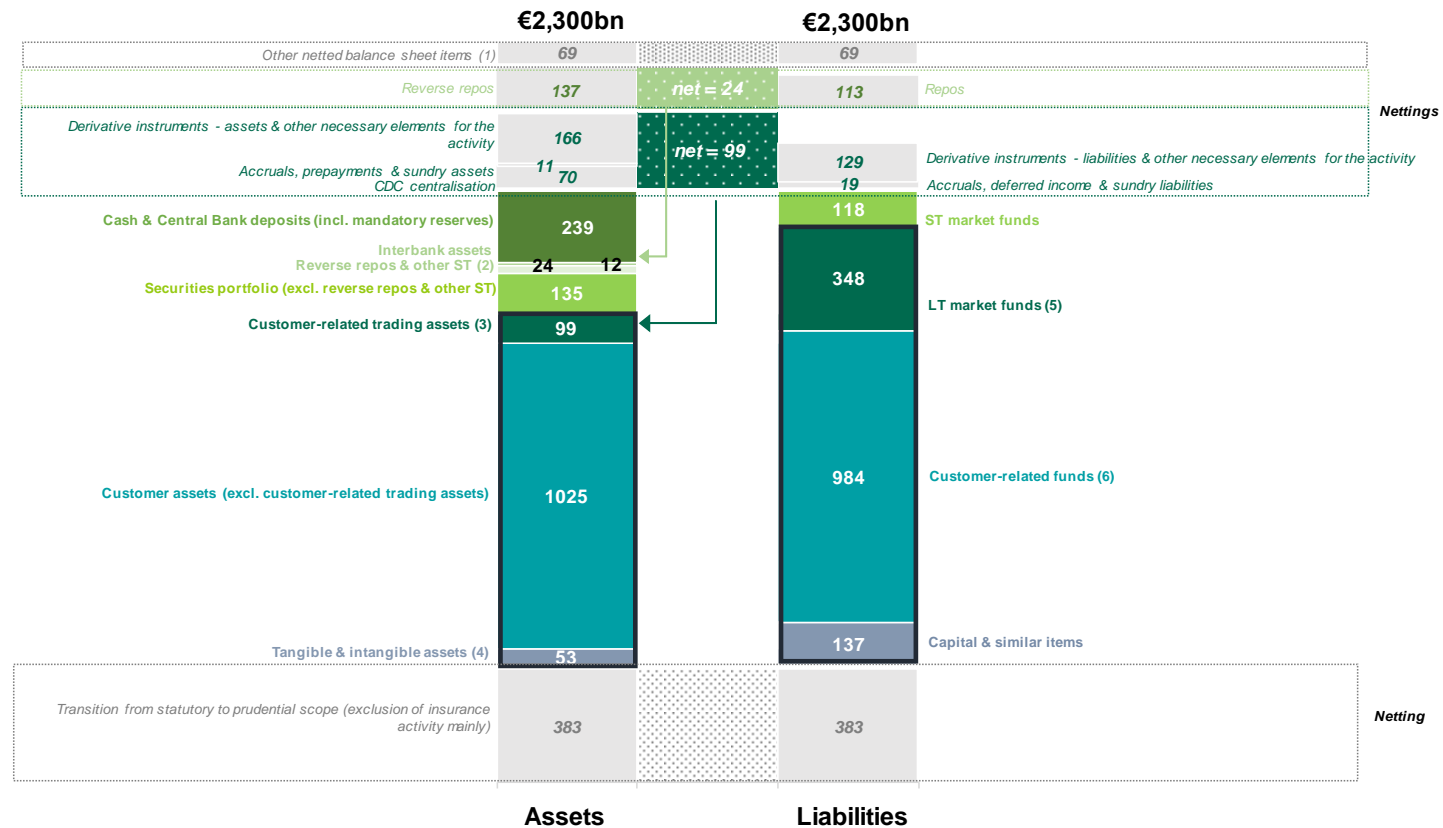 €2,300bn
€2,300bn
Other netted balance sheet items (1)
69
69
Reverse repos
137
net = 24
113
Repos
Nettings
Derivative instruments - assets & other necessary elements for the
activity
166
net = 99
129
Derivative instruments - liabilities & other necessary elements for the activity
11
Accruals, prepayments & sundry assets
70
CDC centralisation
19
Accruals, deferred income & sundry liabilities
Cash & Central Bank deposits (incl. mandatory reserves)
239
118
ST market funds
Interbank assets
Reverse repos & other ST (2)
24
12
Securities portfolio (excl. reverse repos & other ST)
135
348
LT market funds (5)
Customer-related trading assets (3)
99
Customer assets (excl. customer-related trading assets)
1025
984
Customer-related funds (6)
Tangible & intangible assets (4)
53
137
Capital & similar items
Transition from statutory to prudential scope (exclusion of insurance
activity mainly)
383
383
Netting
Assets
Liabilities